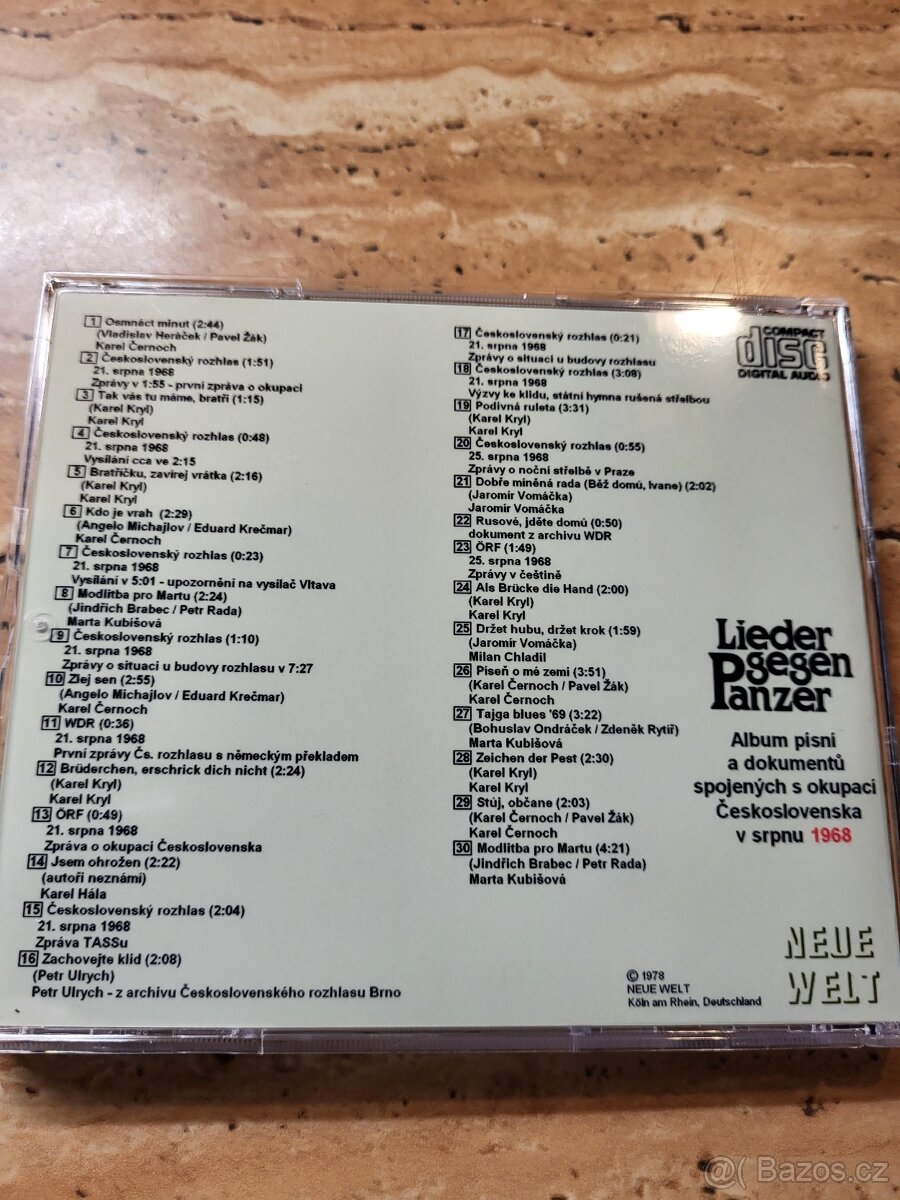 1 Osmnáct minut (2:44)
(Vladislav Heráček / Pavel Žák)
Karel Černoch
2 Československý rozhlas (1:51)
21. srpna 1968
Zprávy v 1:55 - první zpráva o okupaci
3 Tak vás tu máme, bratři (1:15)
(Karel Kryl)
Karel Kryl
4 Československý rozhlas (0:48)
21. srpna 1968
Vysílání cca ve 2:15
5 Bratříčku, zavírej vrátka (2:16)
(Karel Kryl)
Karel Kryl
6 Kdo je vrah (2:29)
(Angelo Michajlov / Eduard Krečmar)
Karel Černoch
7 Československý rozhlas (0:23)
21. srpna 1968
Vysílání v 5:01 - upozornění na vysílač Vltava
8 Modlitba pro Martu (2:24)
(Jindřich Brabec / Petr Rada)
Marta Kubišová
9 Československý rozhlas (1:10)
21. srpna 1968
Zprávy o situaci u budovy rozhlasu v 7:27
10 Zlej sen (2:55)
(Angelo Michajlov / Eduard Krečmar)
Karel Černoch
11 WDR (0:36)
21. srpna 1968
První zprávy Čs. rozhlasu s německým překladem
12 Brüderchen, erschrick dich nicht (2:24)
(Karel Kryl)
Karel Kryl
13 ÖRF (0:49)
21. srpna 1968
Zpráva o okupaci Československa
14 Jsem ohrožen (2:22)
(autoři neznámí)
Karel Hála
15 Československý rozhlas (2:04)
21. srpna 1968
Zpráva TASSu
16 Zachovejte klid (2:08)
(Petr Ulrych)
Petr Ulrych - z archivu Československého rozhlasu Brno
17 Československý rozhlas (0:21)
21. srpna 1968
Zprávy o situaci u budovy rozhlasu
18 Československý rozhlas (3:08)
21. srpna 1968
Výzvy ke klidu, státní hymna rušená střelbou
19 Podivná ruleta (3:31)
(Karel Kryl)
Karel Kryl
20 Československý rozhlas (0:55)
25. srpna 1968
Zprávy o noční střelbě v Praze
21 Dobře míněná rada (Běž domů, Ivane) (2:02)
(Jaromír Vomáčka)
Jaromír Vomáčka
22 Rusové, jděte domů (0:50)
dokument z archivu WDR
23 ÖRF (1:49)
25. srpna 1968
Zprávy v češtině
24 Als Brücke die Hand (2:00)
(Karel Kryl)
Karel Kryl
25 Držet hubu, držet krok (1:59)
(Jaromír Vomáčka)
Milan Chladil
26 Píseň o mé zemi (3:51)
(Karel Černoch / Pavel Žák)
Karel Černoch
27 Tajga blues '69 (3:22)
(Bohuslav Ondráček / Zdeněk Rytíř)
Marta Kubišová
28 Zeichen der Pest (2:30)
(Karel Kryl)
Karel Kryl
29 Stůj, občane (2:03)
(Karel Černoch / Pavel Žák)
Karel Černoch
30 Modlitba pro Martu (4:21)
(Jindřich Brabec / Petr Rada)
Marta Kubišová
COMPACT
disc
DIGITAL AUDIO
Lieder
gegen
Panzer
Album písní
a dokumentů
spojených s okupací
Československa
v srpnu 1968
© 1978
NEUE WELT
Köln am Rhein, Deutschland
NEUE
WELT
@( Bazos.cz